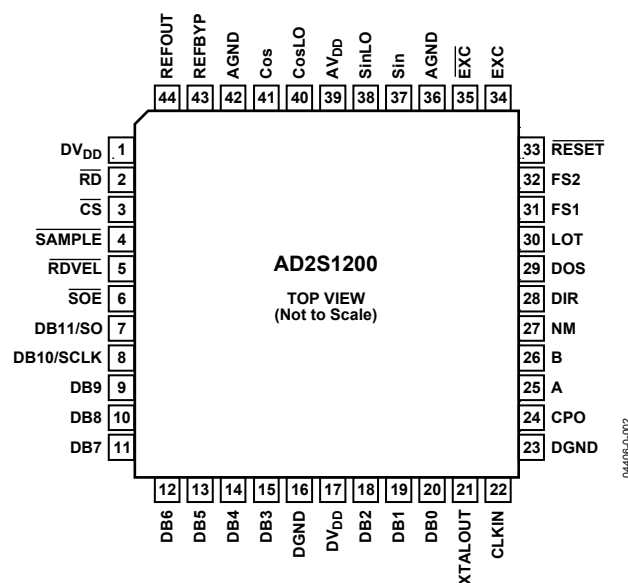 REFOUT
REFBYP
AGND
Cos
CosLO
AVDD
SinLO
Sin
AGND
EXC
EXC
44 43 42 41 40 39 38 37 36 35 34
DVDD 1
RD 2
CS 3
SAMPLE 4
RDVEL 5
SOE 6
DB11/SO 7
DB10/SCLK 8
DB9 9
DB8 10
DB7 11
AD2S1200
TOP VIEW
(Not to Scale)
33 RESET
32 FS2
31 FS1
30 LOT
29 DOS
28 DIR
27 NM
26 B
25 A
24 CPO
23 DGND
12 13 14 15 16 17 18 19 20 21 22
DB6
DB5
DB4
DB3
DGND
DVDD
DB2
DB1
DB0
XTALOUT
CLKIN
04406-0-002